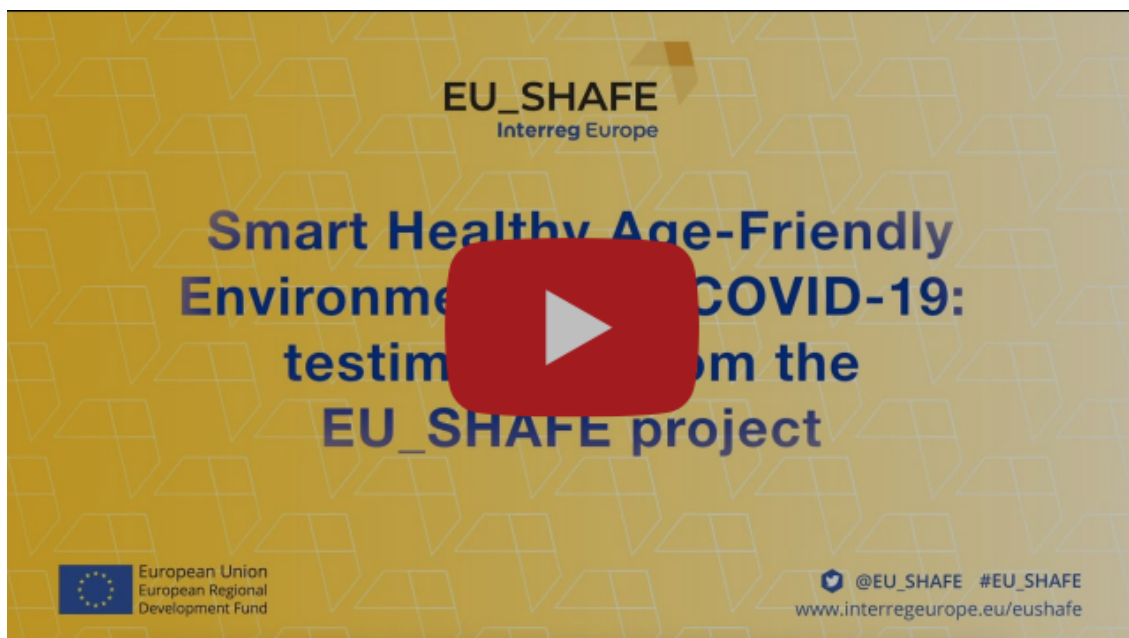 EU_SHAFE
Interreg Europe
Smart Healthy Age-Friendly
Environme COVID-19:
testim om the
EU_SHAFE project
European Union
European Regional
Development Fund
@EU_SHAFE #EU_SHAFE
www.interregeurope.eu/eushafe